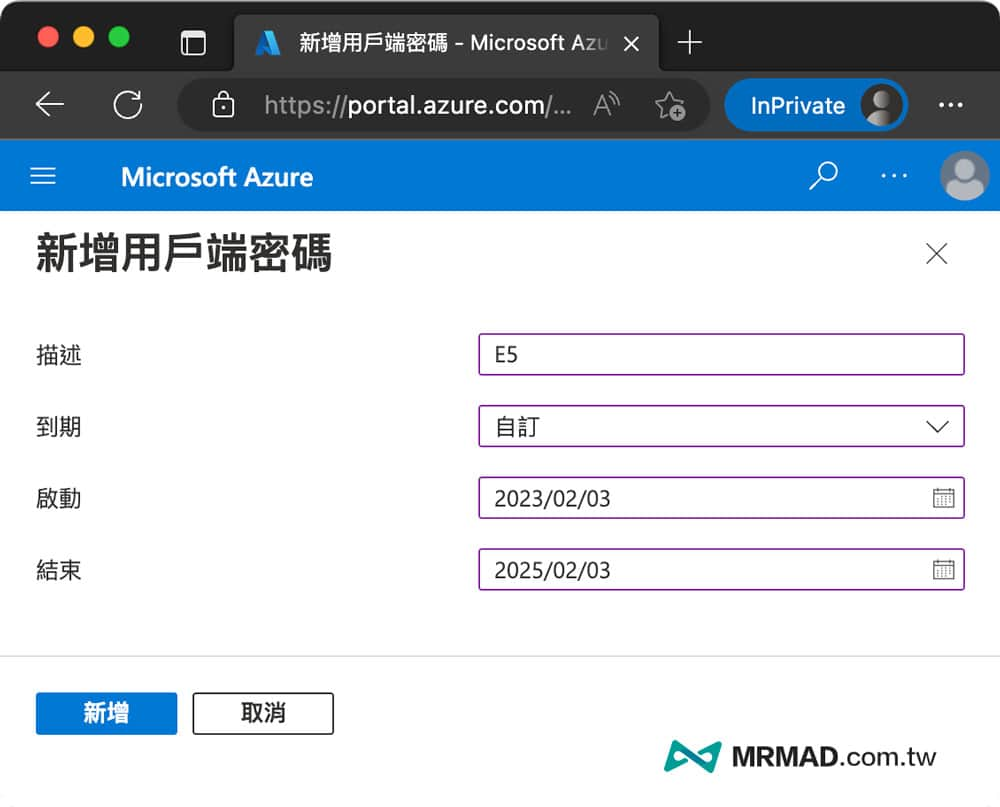 新增用戶端密碼 - Microsoft Azu
https://portal.azure.com/...
InPrivate
Microsoft Azure
新增用戶端密碼
描述 E5
到期 自訂
啟動 2023/02/03
結束 2025/02/03
新增 取消
MRMAD.com.tw